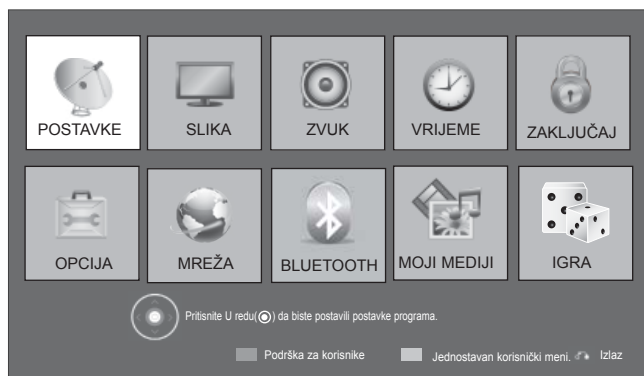 POSTAVKE SLIKA ZVUK VRIJEME ZAKLJUČAJ
OPCIJA MREŽA BLUETOOTH MOJI MEDIJI IGRA
Pritisnite U redu(◉) da biste postavili postavke programa.
Podrška za korisnike Jednostavan korisnički meni. Izlaz